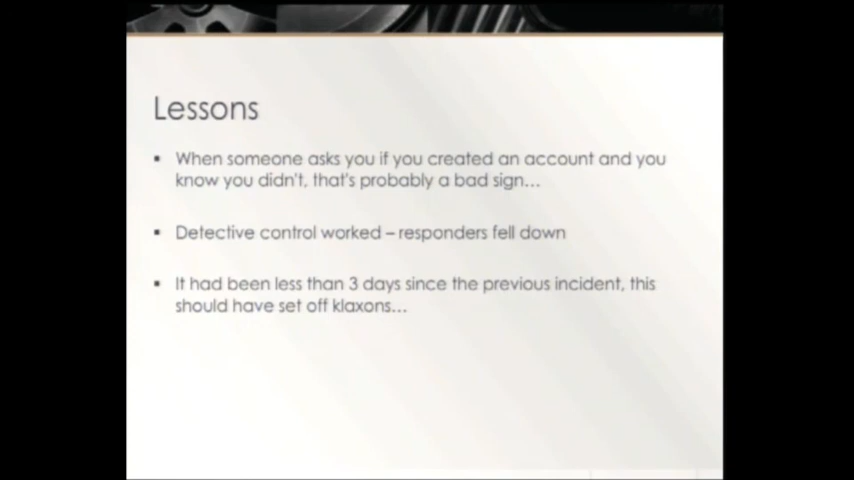 Lessons
▪ When someone asks you if you created an account and you
know you didn't, that's probably a bad sign...
▪ Detective control worked – responders fell down
▪ It had been less than 3 days since the previous incident, this
should have set off klaxons...